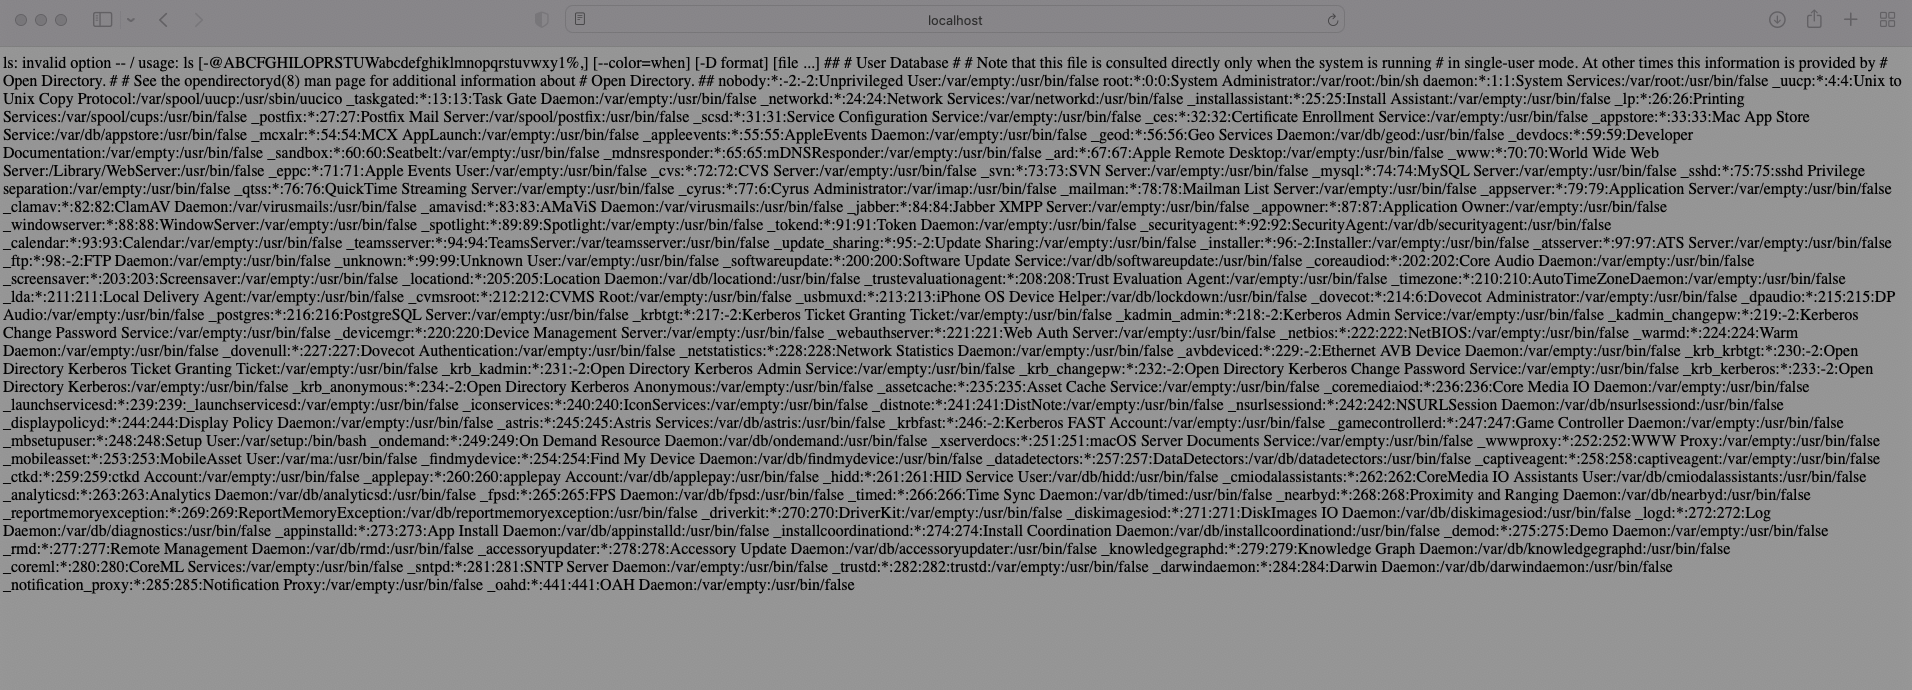 localhost
ls: invalid option -- / usage: ls [-@ABCFGHILOPRSTUWabcdefghiklmnopqrstuvwxy1%,] [--color=when] [-D format] [file ...] ## # User Database # # Note that this file is consulted directly only when the system is running # in single-user mode. At other times this information is provided by #
Open Directory. # # See the opendirectoryd(8) man page for additional information about # Open Directory. ## nobody:*:-2:-2:Unprivileged User:/var/empty:/usr/bin/false root:*:0:0:System Administrator:/var/root:/bin/sh daemon:*:1:1:System Services:/var/root:/usr/bin/false _uucp:*:4:4:Unix to
Unix Copy Protocol:/var/spool/uucp:/usr/sbin/uucico _taskgated:*:13:13:Task Gate Daemon:/var/empty:/usr/bin/false _networkd:*:24:24:Network Services:/var/networkd:/usr/bin/false _installassistant:*:25:25:Install Assistant:/var/empty:/usr/bin/false _lp:*:26:26:Printing
Services:/var/spool/cups:/usr/bin/false _postfix:*:27:27:Postfix Mail Server:/var/spool/postfix:/usr/bin/false _scsd:*:31:31:Service Configuration Service:/var/empty:/usr/bin/false _ces:*:32:32:Certificate Enrollment Service:/var/empty:/usr/bin/false _appstore:*:33:33:Mac App Store
Service:/var/db/appstore:/usr/bin/false _mcxalr:*:54:54:MCX AppLaunch:/var/empty:/usr/bin/false _appleevents:*:55:55:AppleEvents Daemon:/var/empty:/usr/bin/false _geod:*:56:56:Geo Services Daemon:/var/db/geod:/usr/bin/false _devdocs:*:59:59:Developer
Documentation:/var/empty:/usr/bin/false _sandbox:*:60:60:Seatbelt:/var/empty:/usr/bin/false _mdnsresponder:*:65:65:mDNSResponder:/var/empty:/usr/bin/false _ard:*:67:67:Apple Remote Desktop:/var/empty:/usr/bin/false _www:*:70:70:World Wide Web
Server:/Library/WebServer:/usr/bin/false _eppc:*:71:71:Apple Events User:/var/empty:/usr/bin/false _cvs:*:72:72:CVS Server:/var/empty:/usr/bin/false _svn:*:73:73:SVN Server:/var/empty:/usr/bin/false _mysql:*:74:74:MySQL Server:/var/empty:/usr/bin/false _sshd:*:75:75:sshd Privilege
separation:/var/empty:/usr/bin/false _qtss:*:76:76:QuickTime Streaming Server:/var/empty:/usr/bin/false _cyrus:*:77:6:Cyrus Administrator:/var/imap:/usr/bin/false _mailman:*:78:78:Mailman List Server:/var/empty:/usr/bin/false _appserver:*:79:79:Application Server:/var/empty:/usr/bin/false
_clamav:*:82:82:ClamAV Daemon:/var/virusmails:/usr/bin/false _amavisd:*:83:83:AMaViS Daemon:/var/virusmails:/usr/bin/false _jabber:*:84:84:Jabber XMPP Server:/var/empty:/usr/bin/false _appowner:*:87:87:Application Owner:/var/empty:/usr/bin/false
_windowserver:*:88:88:WindowServer:/var/empty:/usr/bin/false _spotlight:*:89:89:Spotlight:/var/empty:/usr/bin/false _tokend:*:91:91:Token Daemon:/var/empty:/usr/bin/false _securityagent:*:92:92:SecurityAgent:/var/db/securityagent:/usr/bin/false
_calendar:*:93:93:Calendar:/var/empty:/usr/bin/false _teamsserver:*:94:94:TeamsServer:/var/teamsserver:/usr/bin/false _update_sharing:*:95:-2:Update Sharing:/var/empty:/usr/bin/false _installer:*:96:-2:Installer:/var/empty:/usr/bin/false _atsserver:*:97:97:ATS Server:/var/empty:/usr/bin/false
_ftp:*:98:-2:FTP Daemon:/var/empty:/usr/bin/false _unknown:*:99:99:Unknown User:/var/empty:/usr/bin/false _softwareupdate:*:200:200:Software Update Service:/var/db/softwareupdate:/usr/bin/false _coreaudiod:*:202:202:Core Audio Daemon:/var/empty:/usr/bin/false
_screensaver:*:203:203:Screensaver:/var/empty:/usr/bin/false _locationd:*:205:205:Location Daemon:/var/db/locationd:/usr/bin/false _trustevaluationagent:*:208:208:Trust Evaluation Agent:/var/empty:/usr/bin/false _timezone:*:210:210:AutoTimeZoneDaemon:/var/empty:/usr/bin/false
_lda:*:211:211:Local Delivery Agent:/var/empty:/usr/bin/false _cvmsroot:*:212:212:CVMS Root:/var/empty:/usr/bin/false _usbmuxd:*:213:213:iPhone OS Device Helper:/var/db/lockdown:/usr/bin/false _dovecot:*:214:6:Dovecot Administrator:/var/empty:/usr/bin/false _dpaudio:*:215:215:DP
Audio:/var/empty:/usr/bin/false _postgres:*:216:216:PostgreSQL Server:/var/empty:/usr/bin/false _krbtgt:*:217:-2:Kerberos Ticket Granting Ticket:/var/empty:/usr/bin/false _kadmin_admin:*:218:-2:Kerberos Admin Service:/var/empty:/usr/bin/false _kadmin_changepw:*:219:-2:Kerberos
Change Password Service:/var/empty:/usr/bin/false _devicemgr:*:220:220:Device Management Server:/var/empty:/usr/bin/false _webauthserver:*:221:221:Web Auth Server:/var/empty:/usr/bin/false _netbios:*:222:222:NetBIOS:/var/empty:/usr/bin/false _warmd:*:224:224:Warm
Daemon:/var/empty:/usr/bin/false _dovenull:*:227:227:Dovecot Authentication:/var/empty:/usr/bin/false _netstatistics:*:228:228:Network Statistics Daemon:/var/empty:/usr/bin/false _avbdeviced:*:229:-2:Ethernet AVB Device Daemon:/var/empty:/usr/bin/false _krb_krbtgt:*:230:-2:Open
Directory Kerberos Ticket Granting Ticket:/var/empty:/usr/bin/false _krb_kadmin:*:231:-2:Open Directory Kerberos Admin Service:/var/empty:/usr/bin/false _krb_changepw:*:232:-2:Open Directory Kerberos Change Password Service:/var/empty:/usr/bin/false _krb_kerberos:*:233:-2:Open
Directory Kerberos:/var/empty:/usr/bin/false _krb_anonymous:*:234:-2:Open Directory Kerberos Anonymous:/var/empty:/usr/bin/false _assetcache:*:235:235:Asset Cache Service:/var/empty:/usr/bin/false _coremediaiod:*:236:236:Core Media IO Daemon:/var/empty:/usr/bin/false
_launchservicesd:*:239:239:_launchservicesd:/var/empty:/usr/bin/false _iconservices:*:240:240:IconServices:/var/empty:/usr/bin/false _distnote:*:241:241:DistNote:/var/empty:/usr/bin/false _nsurlsessiond:*:242:242:NSURLSession Daemon:/var/db/nsurlsessiond:/usr/bin/false
_displaypolicyd:*:244:244:Display Policy Daemon:/var/empty:/usr/bin/false _astris:*:245:245:Astris Services:/var/db/astris:/usr/bin/false _krbfast:*:246:-2:Kerberos FAST Account:/var/empty:/usr/bin/false _gamecontrollerd:*:247:247:Game Controller Daemon:/var/empty:/usr/bin/false
_mbsetupuser:*:248:248:Setup User:/var/setup:/bin/bash _ondemand:*:249:249:On Demand Resource Daemon:/var/db/ondemand:/usr/bin/false _xserverdocs:*:251:251:macOS Server Documents Service:/var/empty:/usr/bin/false _wwwproxy:*:252:252:WWW Proxy:/var/empty:/usr/bin/false
_mobileasset:*:253:253:MobileAsset User:/var/ma:/usr/bin/false _findmydevice:*:254:254:Find My Device Daemon:/var/db/findmydevice:/usr/bin/false _datadetectors:*:257:257:DataDetectors:/var/db/datadetectors:/usr/bin/false _captiveagent:*:258:258:captiveagent:/var/empty:/usr/bin/false
_ctkd:*:259:259:ctkd Account:/var/empty:/usr/bin/false _applepay:*:260:260:applepay Account:/var/db/applepay:/usr/bin/false _hidd:*:261:261:HID Service User:/var/db/hidd:/usr/bin/false _cmiodalassistants:*:262:262:CoreMedia IO Assistants User:/var/db/cmiodalassistants:/usr/bin/false
_analyticsd:*:263:263:Analytics Daemon:/var/db/analyticsd:/usr/bin/false _fpsd:*:265:265:FPS Daemon:/var/db/fpsd:/usr/bin/false _timed:*:266:266:Time Sync Daemon:/var/db/timed:/usr/bin/false _nearbyd:*:268:268:Proximity and Ranging Daemon:/var/db/nearbyd:/usr/bin/false
_reportmemoryexception:*:269:269:ReportMemoryException:/var/db/reportmemoryexception:/usr/bin/false _driverkit:*:270:270:DriverKit:/var/empty:/usr/bin/false _diskimagesiod:*:271:271:DiskImages IO Daemon:/var/db/diskimagesiod:/usr/bin/false _logd:*:272:272:Log
Daemon:/var/db/diagnostics:/usr/bin/false _appinstalld:*:273:273:App Install Daemon:/var/db/appinstalld:/usr/bin/false _installcoordinationd:*:274:274:Install Coordination Daemon:/var/db/installcoordinationd:/usr/bin/false _demod:*:275:275:Demo Daemon:/var/empty:/usr/bin/false
_rmd:*:277:277:Remote Management Daemon:/var/db/rmd:/usr/bin/false _accessoryupdater:*:278:278:Accessory Update Daemon:/var/db/accessoryupdater:/usr/bin/false _knowledgegraphd:*:279:279:Knowledge Graph Daemon:/var/db/knowledgegraphd:/usr/bin/false
_coreml:*:280:280:CoreML Services:/var/empty:/usr/bin/false _sntpd:*:281:281:SNTP Server Daemon:/var/empty:/usr/bin/false _trustd:*:282:282:trustd:/var/empty:/usr/bin/false _darwindaemon:*:284:284:Darwin Daemon:/var/db/darwindaemon:/usr/bin/false
_notification_proxy:*:285:285:Notification Proxy:/var/empty:/usr/bin/false _oahd:*:441:441:OAH Daemon:/var/empty:/usr/bin/false